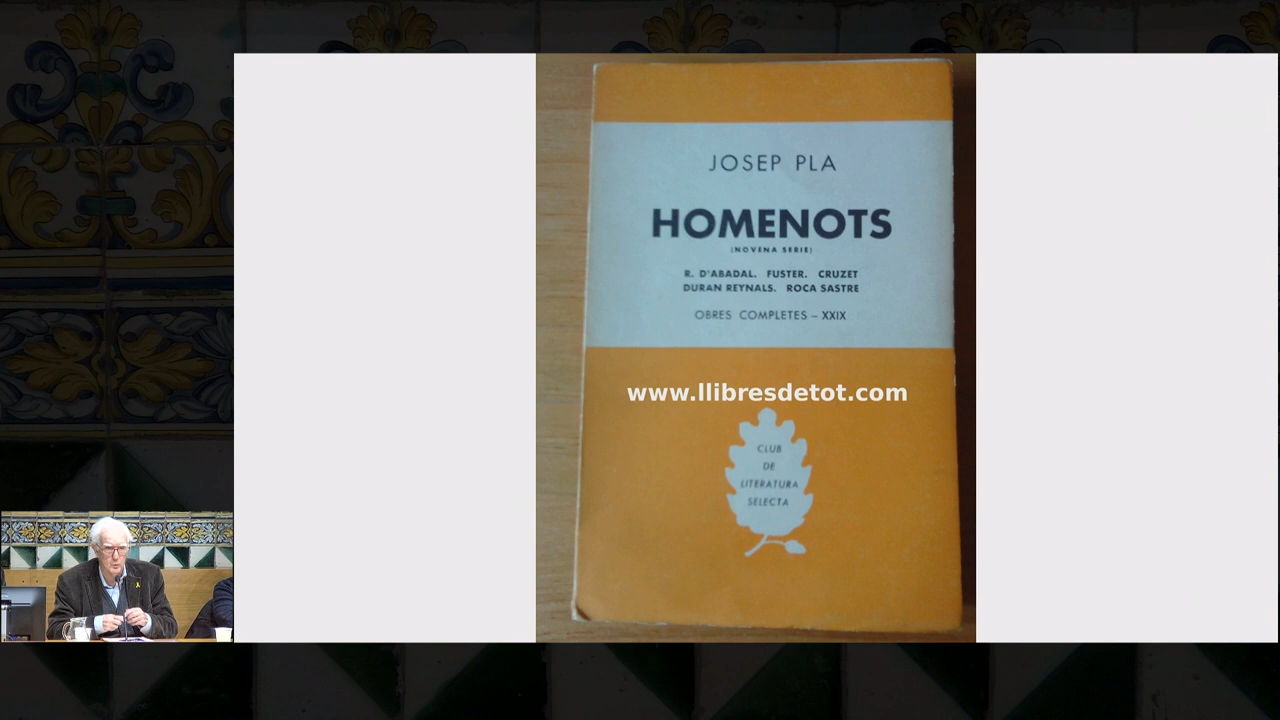 JOSEP PLA
HOMENOTS
(NOVENA SERIE)
R. D'ABADAL. FUSTER. CRUZET
DURAN REYNALS. ROCA SASTRE
OBRES COMPLETES – XXIX
www.llibresdetot.com
CLUB
DE
LITERATURA
SELECTA